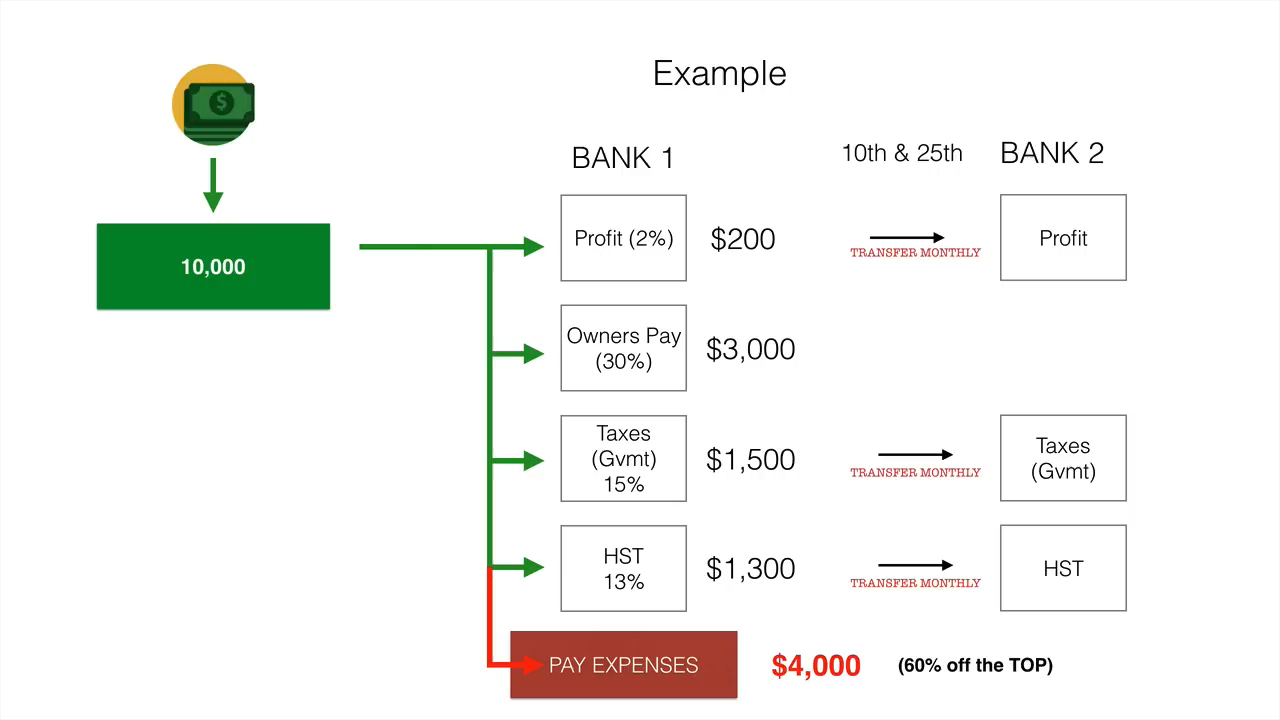 Example
BANK 1
10th & 25th
BANK 2
$
10,000
Profit (2%)
$200
TRANSFER MONTHLY
Profit
Owners Pay
(30%)
$3,000
Taxes
(Gvmt)
15%
$1,500
TRANSFER MONTHLY
Taxes
(Gvmt)
HST
13%
$1,300
TRANSFER MONTHLY
HST
PAY EXPENSES
$4,000
(60% off the TOP)